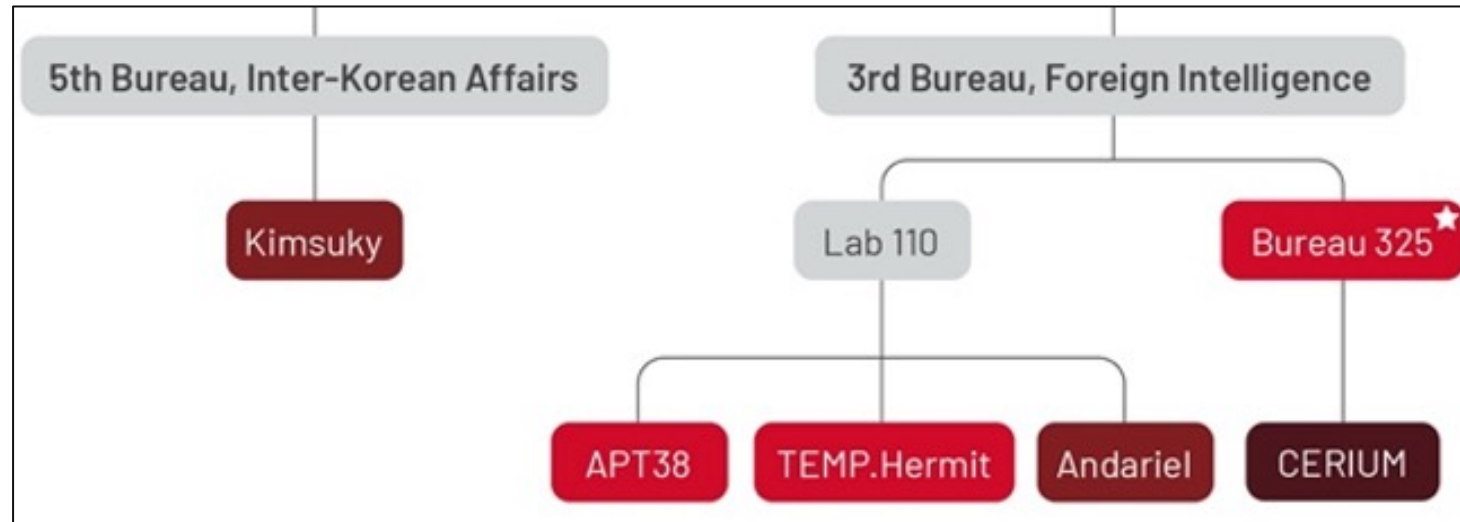 5th Bureau, Inter-Korean Affairs
3rd Bureau, Foreign Intelligence
Kimsuky
Lab 110
Bureau 325
APT38
TEMP.Hermit
Andariel
CERIUM